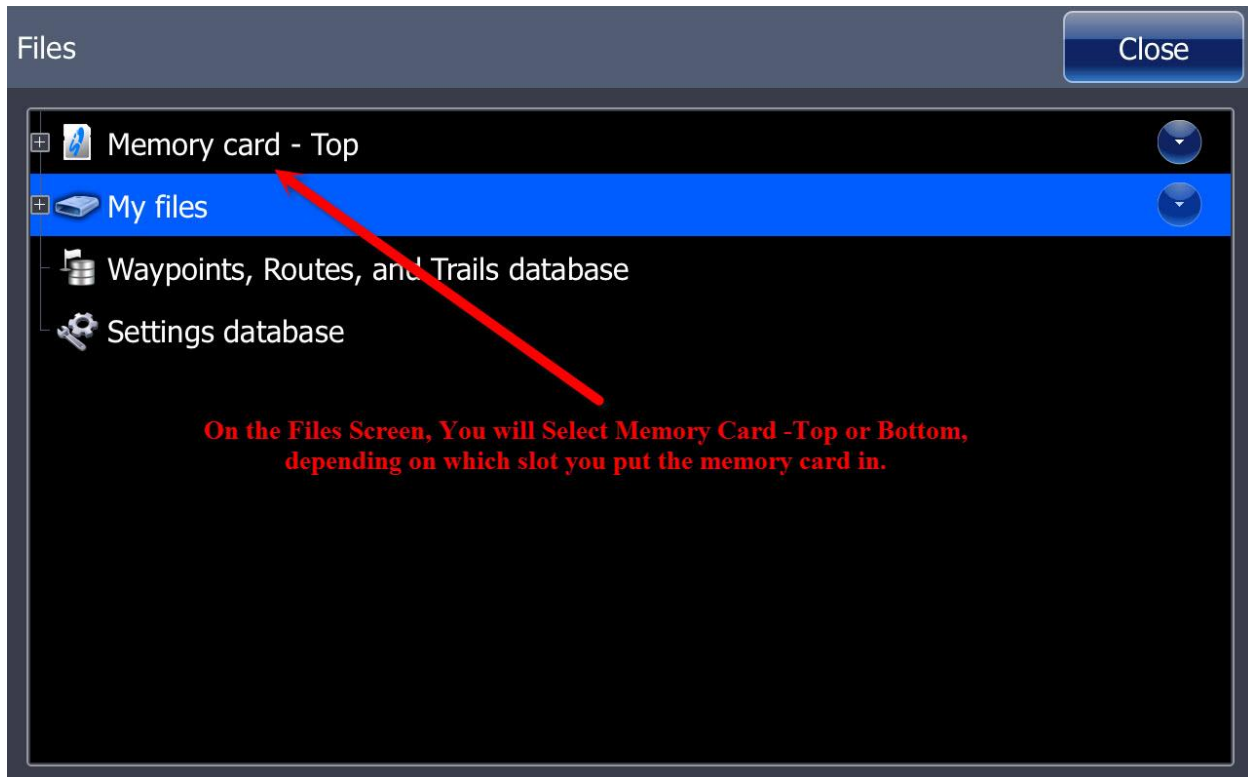 Files
Close
Memory card - Top
My files
Waypoints, Routes, and Trails database
Settings database
On the Files Screen, You will Select Memory Card -Top or Bottom,
depending on which slot you put the memory card in.